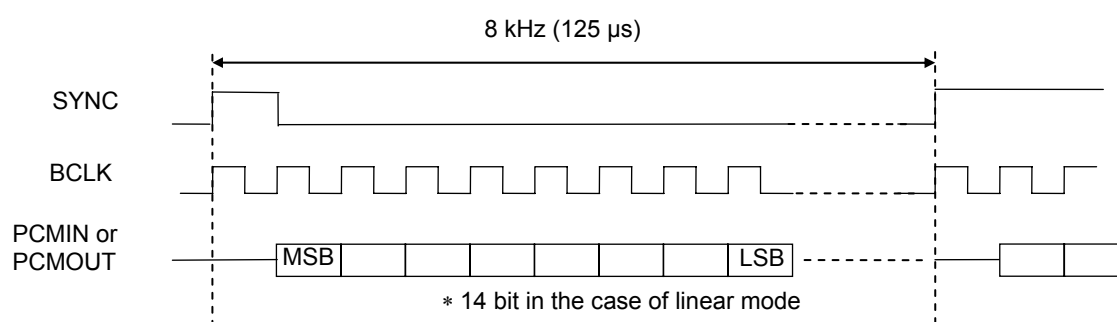 8 kHz (125 μs)
SYNC
BCLK
PCMIN or
PCMOUT
MSB
LSB
∗ 14 bit in the case of linear mode